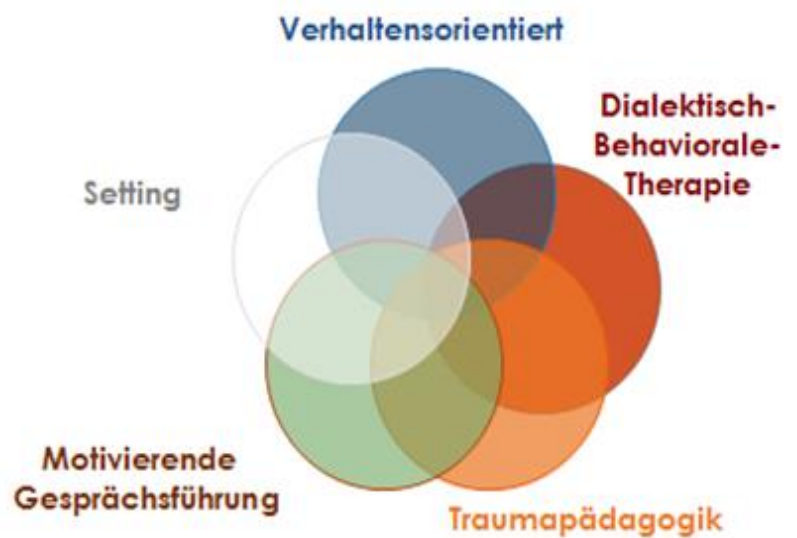 Verhaltensorientiert
Dialektisch-
Behaviorale-
Therapie
Setting
Motivierende
Gesprächsführung
Traumapädagogik